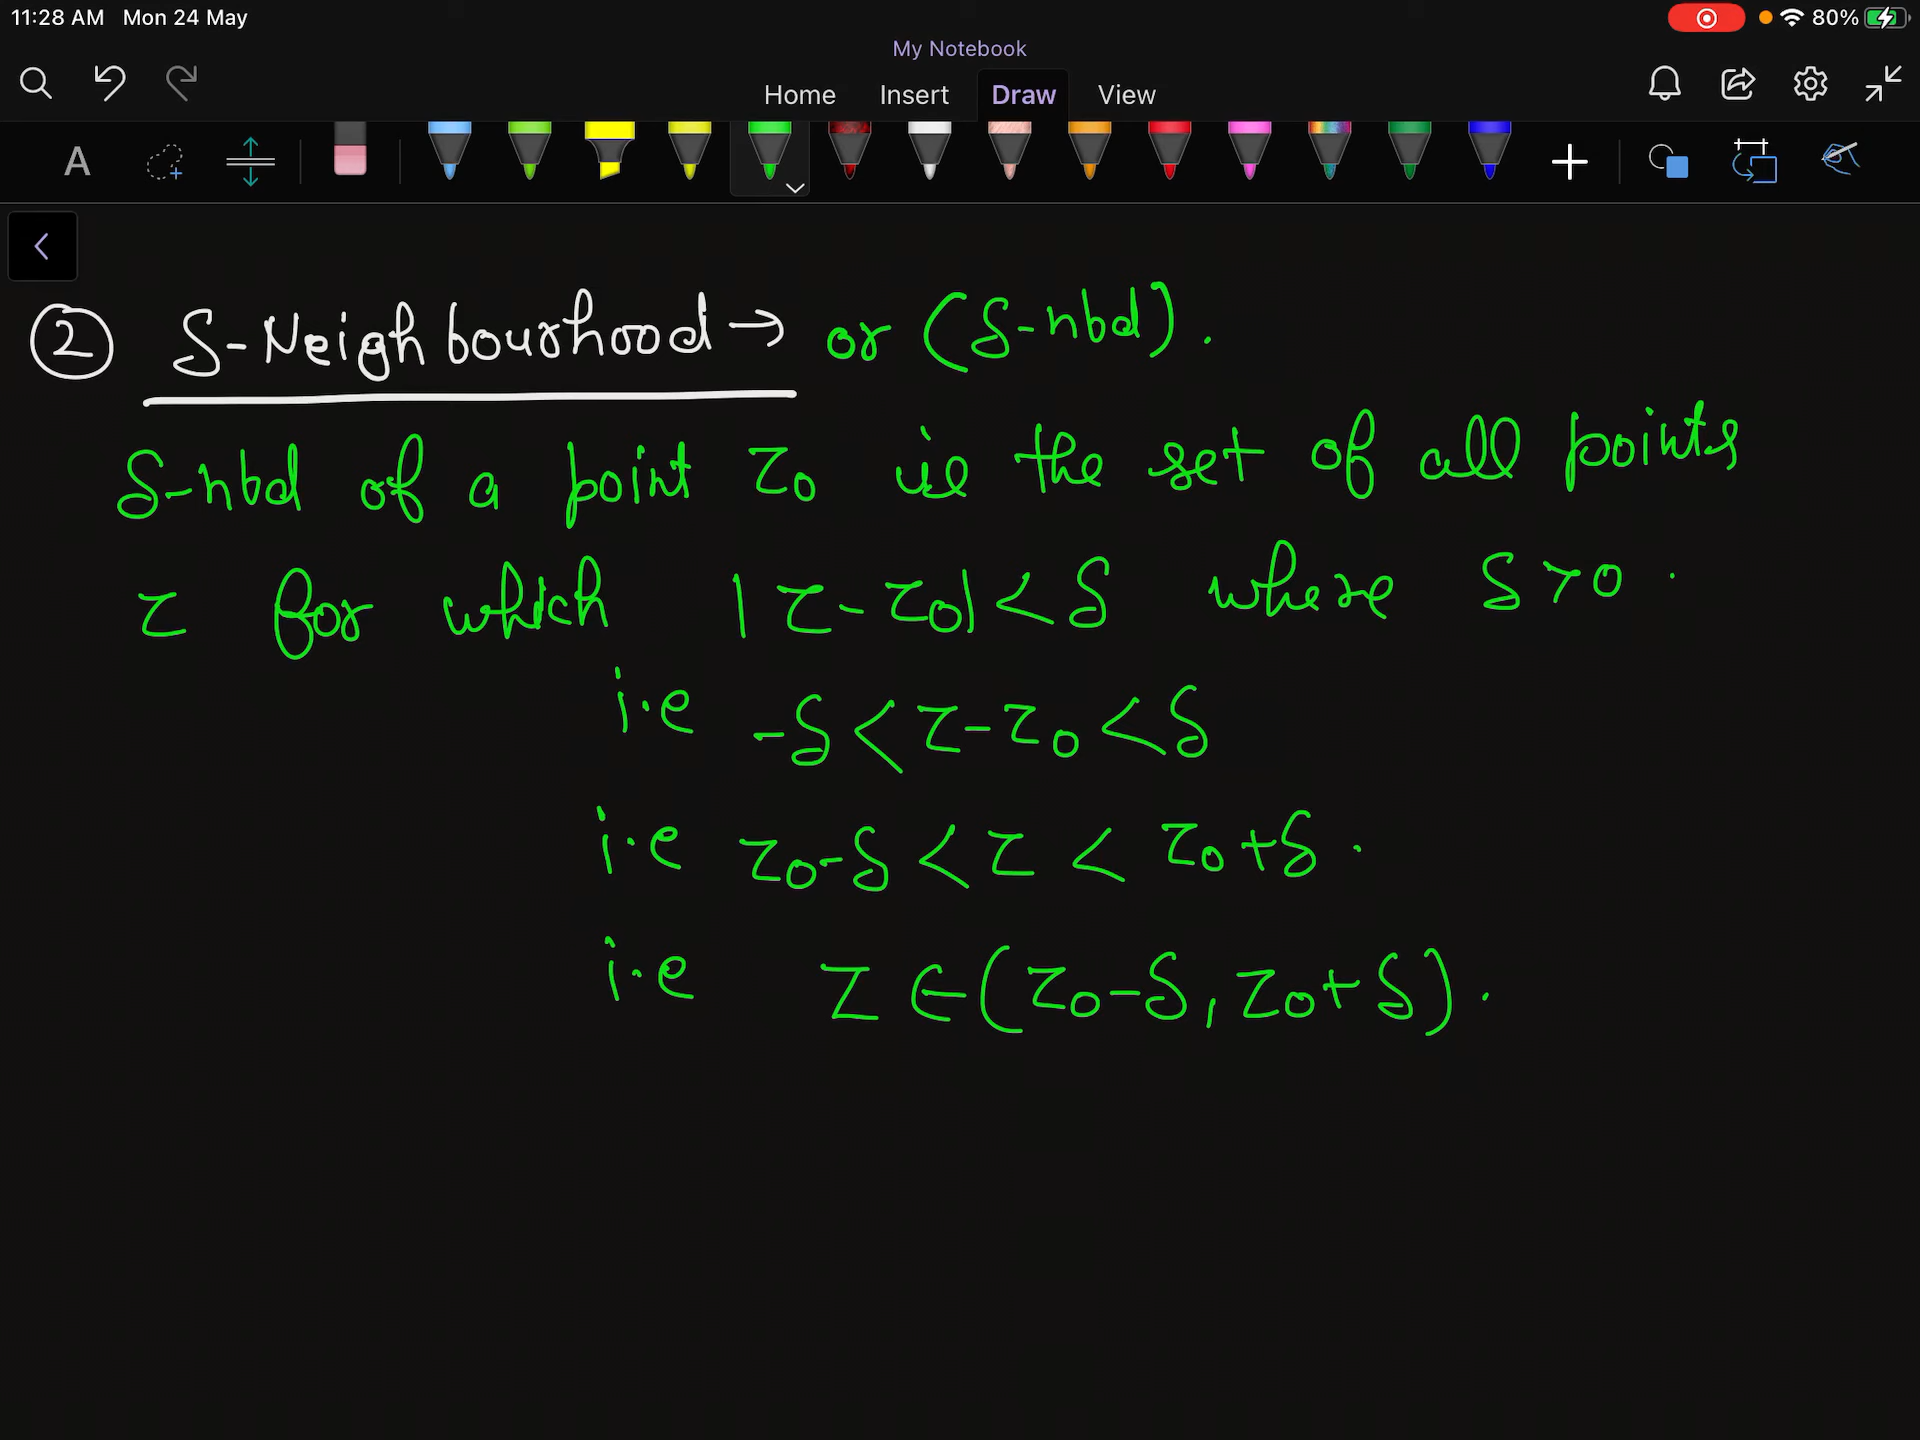 11:28 AM Mon 24 May 80%
My Notebook
Home Insert Draw View
A
② δ-Neighbourhood → or (δ-nbd).
δ-nbd of a point z₀ is the set of all points
z for which |z-z₀|<δ where δ>0.
i.e -δ<z-z₀<δ
i.e z₀-δ<z<z₀+δ.
i.e z∈(z₀-δ, z₀+δ).